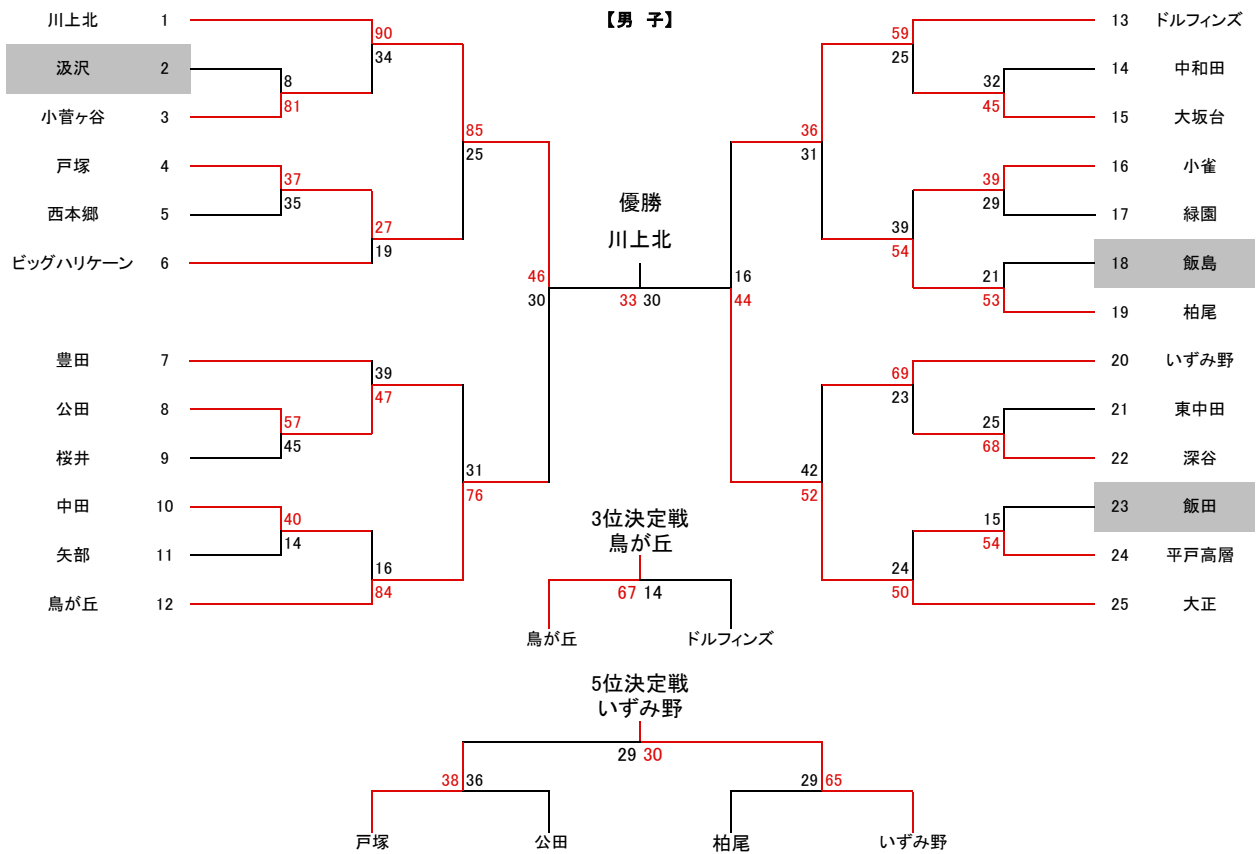 【男 子】
川上北 1
90
34
汲沢 2
8
81
小菅ヶ谷 3
85
25
戸塚 4
37
35
西本郷 5
27
19
ビッグハリケーン 6
46
30
豊田 7
39
47
公田 8
57
45
桜井 9
31
76
中田 10
40
14
矢部 11
16
84
鳥が丘 12
優勝
川上北
33 30
13 ドルフィンズ
59
25
14 中和田
32
45
15 大坂台
36
31
16 小雀
39
29
17 緑園
39
54
18 飯島
21
53
19 柏尾
16
44
20 いずみ野
69
23
21 東中田
25
68
22 深谷
42
52
23 飯田
15
54
24 平戸高層
24
50
25 大正
3位決定戦
鳥が丘
67 14
鳥が丘 ドルフィンズ
5位決定戦
いずみ野
29 30
38 36 29 65
戸塚 公田 柏尾 いずみ野